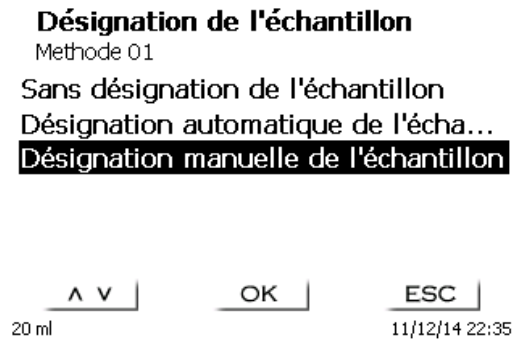 Désignation de l'échantillon
Methode 01
Sans désignation de l'échantillon
Désignation automatique de l'écha...
Désignation manuelle de l'échantillon
∧ ∨ OK ESC
20 ml 11/12/14 22:35